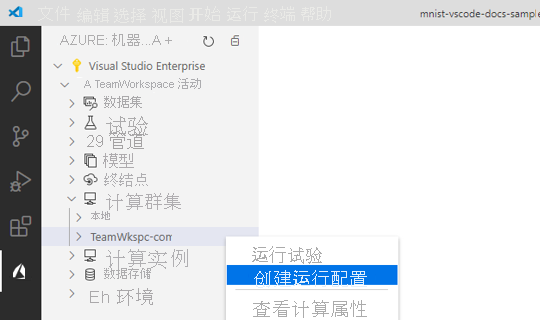 文件 编辑 选择 视图 开始 运行 终端 帮助
mnist-vscode-docs-sample
AZURE: 机器...A +
Visual Studio Enterprise
A TeamWorkspace 活动
数据集
试验
29 管道
模型
终结点
计算群集
本地
TeamWkspc-com
运行试验
计算实例
创建运行配置
数据存储
Eh 环境
查看计算属性